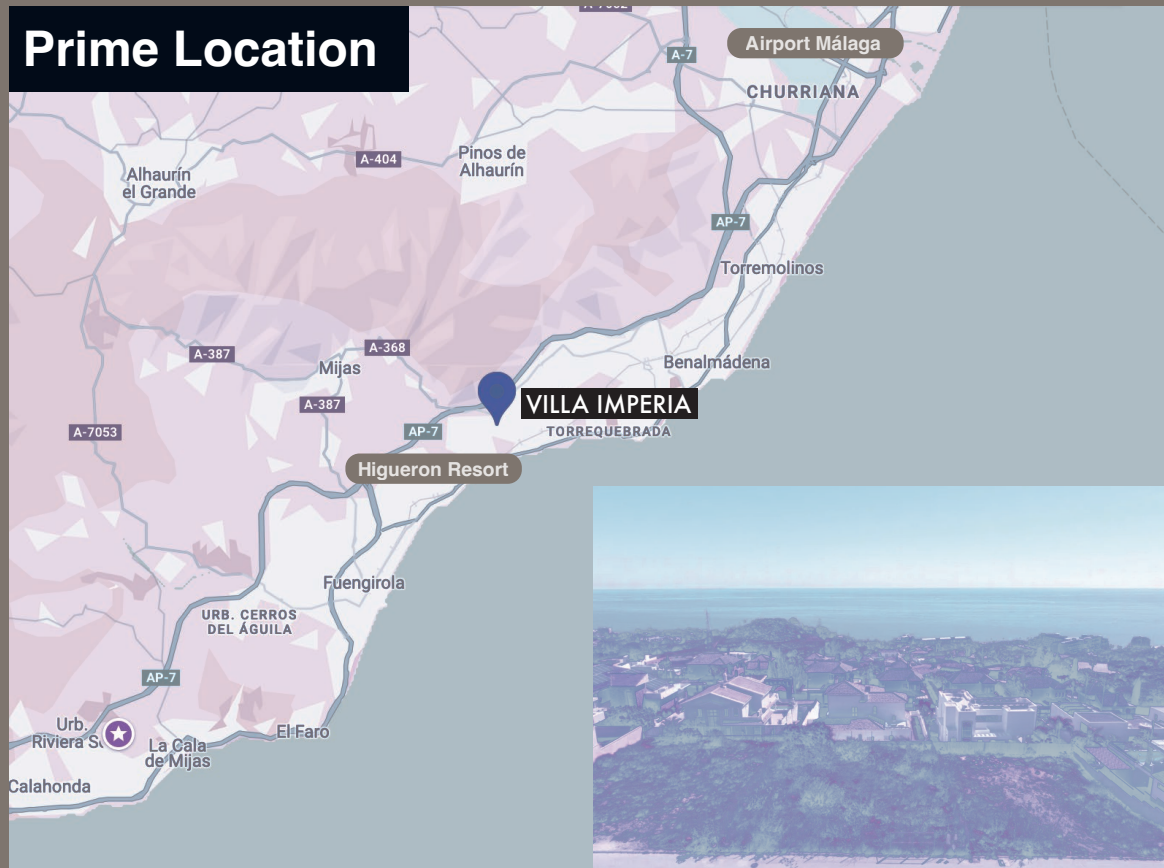 Prime Location
Airport Málaga
A-7
CHURRIANA
A-404
Pinos de
Alhaurín
Alhaurín
el Grande
AP-7
Torremolinos
A-387
A-368
Mijas
Benalmádena
A-387
VILLA IMPERIA
TORREQUEBRADA
A-7053
AP-7
Higueron Resort
Fuengirola
URB. CERROS
DEL ÁGUILA
AP-7
Urb.
Riviera
El Faro
La Cala
de Mijas
Calahonda